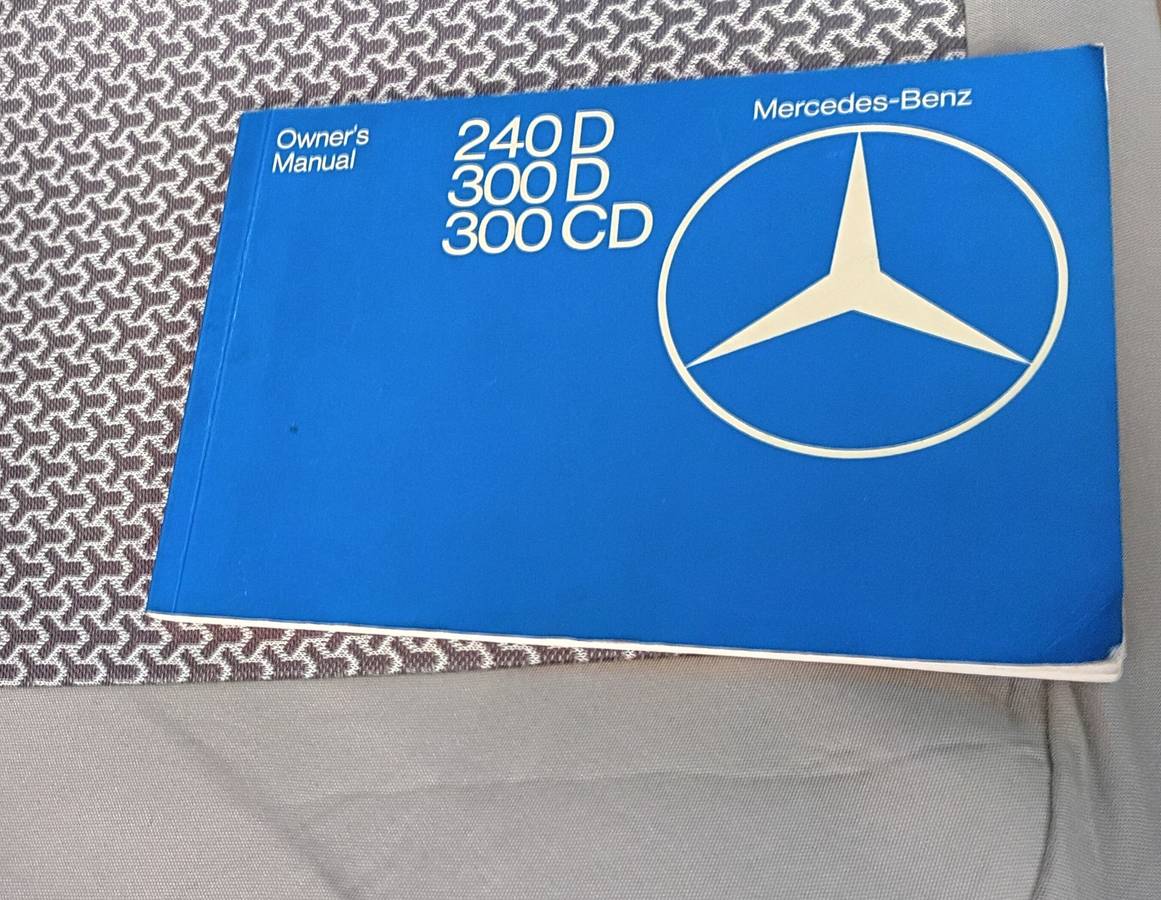 Owner's
Manual
240 D
300 D
300 CD
Mercedes-Benz